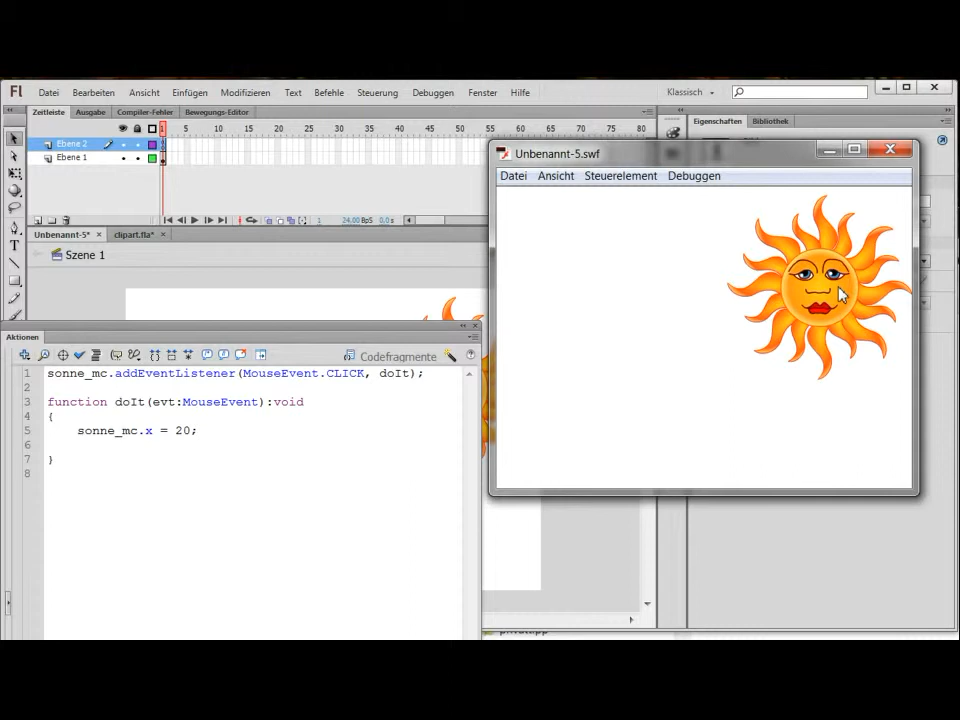 Fl Datei Bearbeiten Ansicht Einfügen Modifizieren Text Befehle Steuerung Debuggen Fenster Hilfe Klassisch
Zeitleiste Ausgabe Compiler-Fehler Bewegungs-Editor
Eigenschaften Bibliothek
1 5 10 15 20 25 30 35 40 45 50 55 60 65 70 75 80
Ebene 2
Ebene 1
1 24.00 BpS 0.0 s
Unbenannt-5* × clipart.fla* ×
Szene 1
Unbenannt-5.swf
Datei Ansicht Steuerelement Debuggen
Aktionen
Codefragmente
1 sonne_mc.addEventListener(MouseEvent.CLICK, doIt);
2
3 function doIt(evt:MouseEvent):void
4 {
5 sonne_mc.x = 20;
6
7 }
8